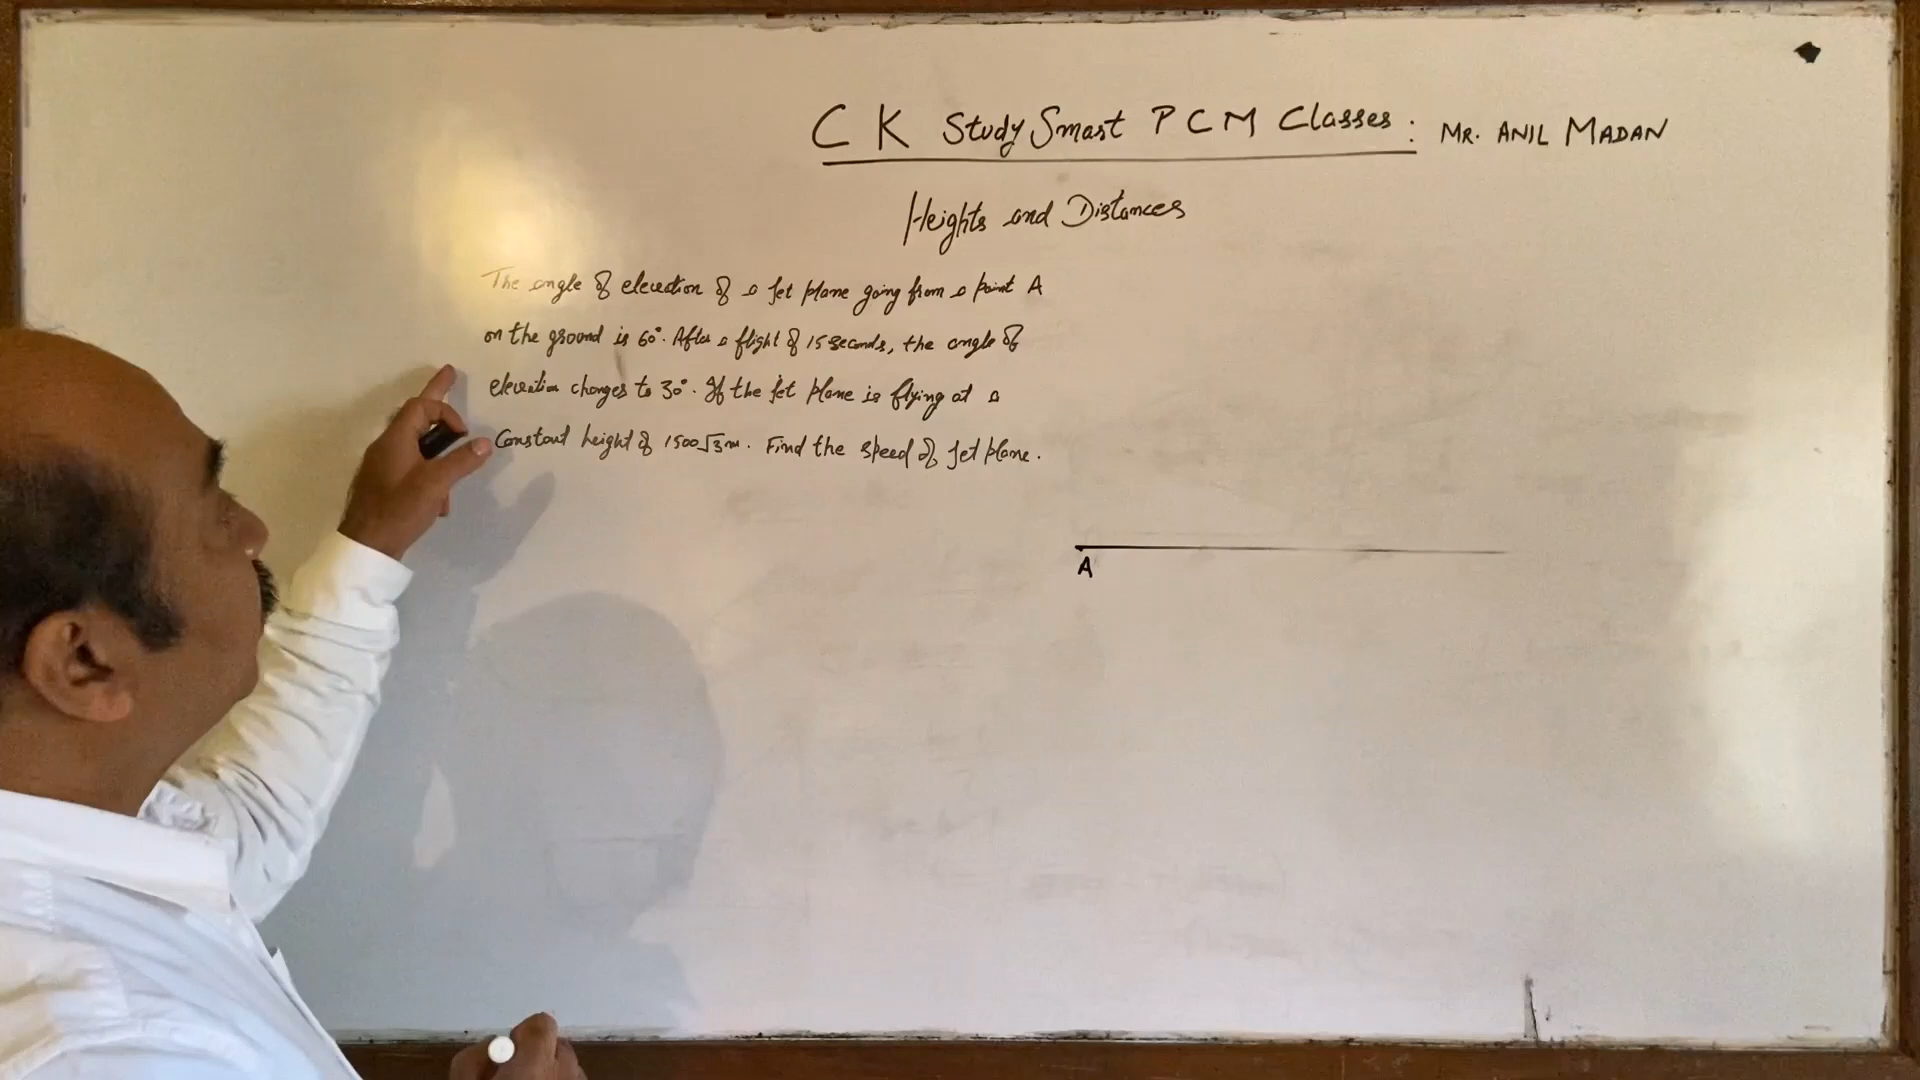 C K Study Smart P C M Classes : MR. ANIL MADAN
Heights and Distances
The angle of elevation of a jet plane going from a point A
on the ground is 60°. After a flight of 15 seconds, the angle of
elevation changes to 30°. If the jet plane is flying at a
Constant height of 1500√3m. Find the speed of jet plane.
A